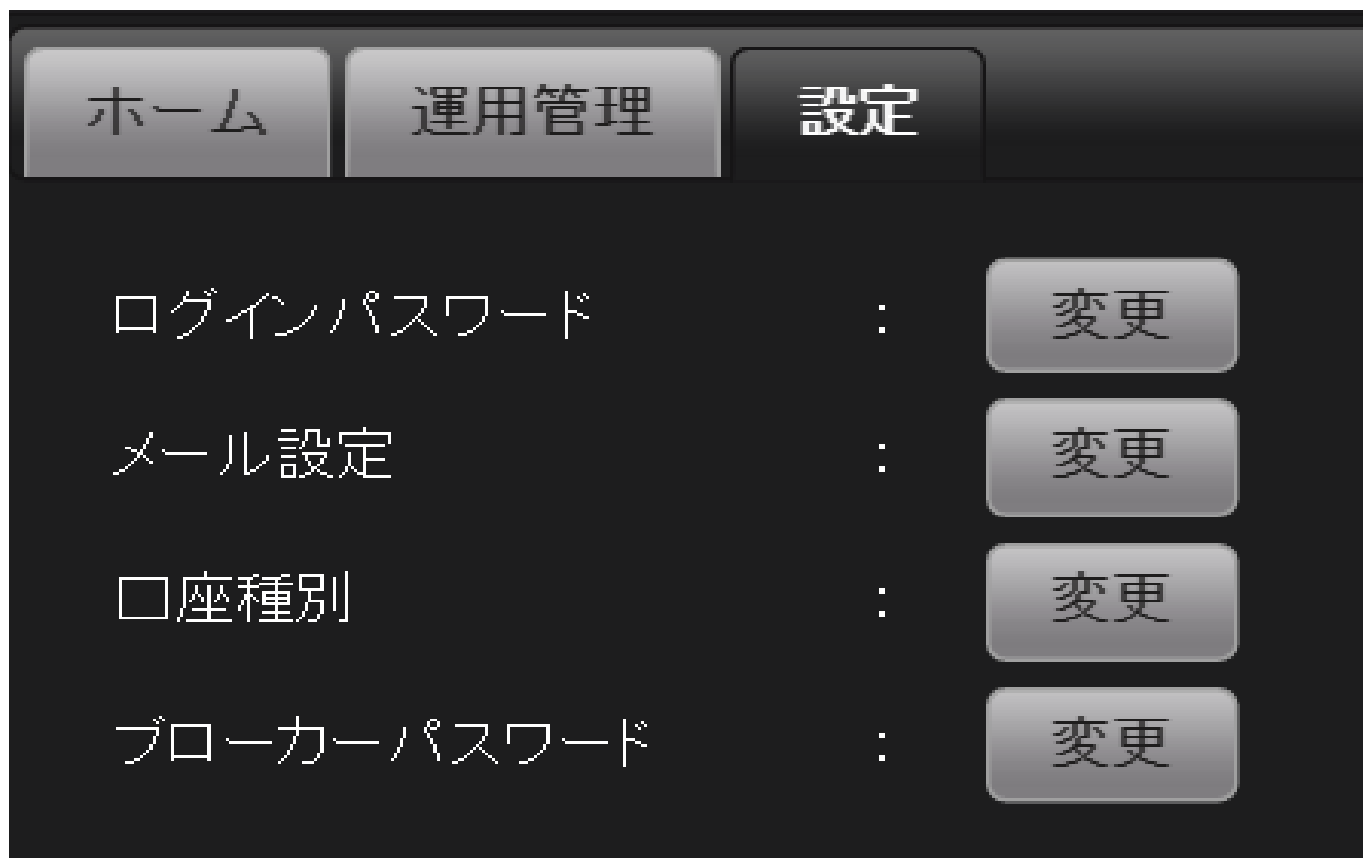 ホーム 運用管理 設定
ログインパスワード : 変更
メール設定 : 変更
口座種別 : 変更
ブローカーパスワード : 変更